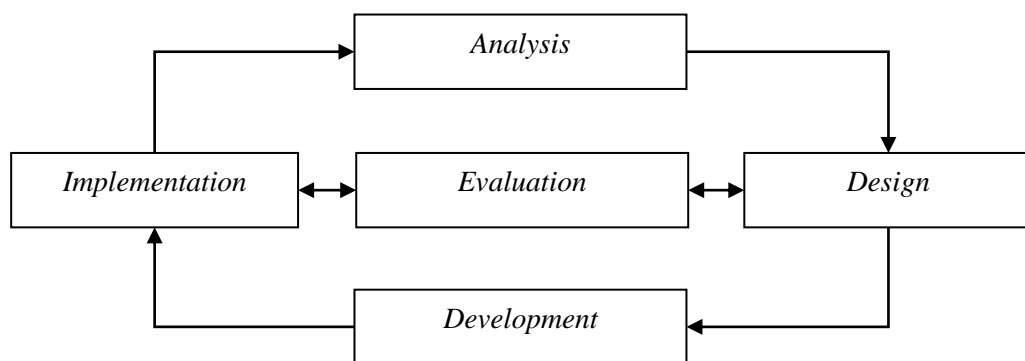 Analysis
Implementation
Evaluation
Design
Development